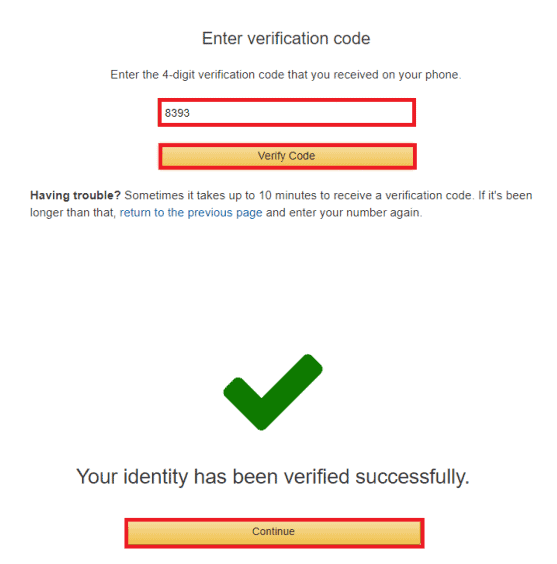 Enter verification code
Enter the 4-digit verification code that you received on your phone.
8393
Verify Code
Having trouble? Sometimes it takes up to 10 minutes to receive a verification code. If it's been
longer than that, return to the previous page and enter your number again.
Your identity has been verified successfully.
Continue